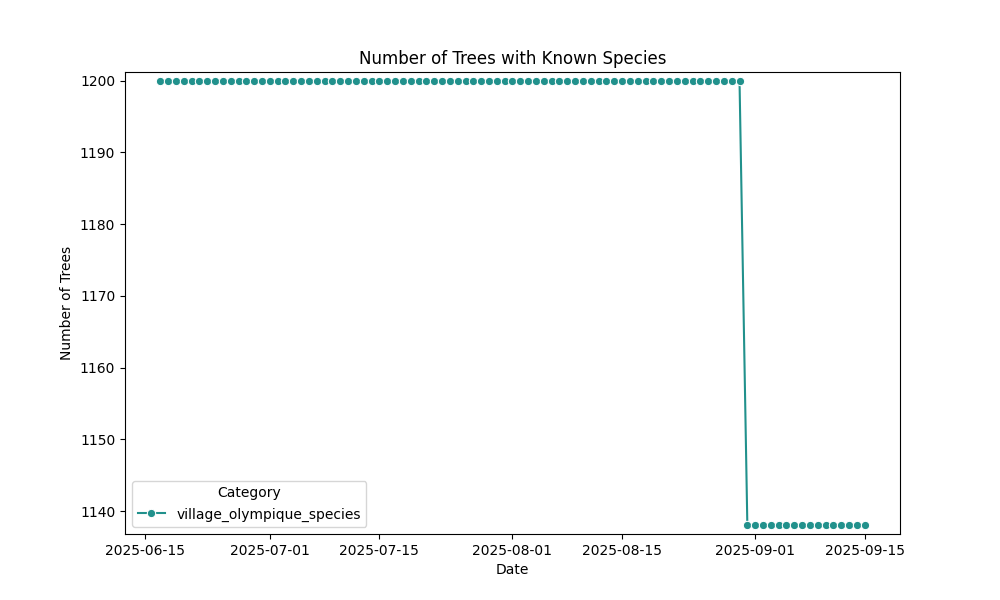 Number of Trees with Known Species
Number of Trees
1200
1190
1180
1170
1160
1150
1140
Category
village_olympique_species
2025-06-15
2025-07-01
2025-07-15
2025-08-01
2025-08-15
2025-09-01
2025-09-15
Date